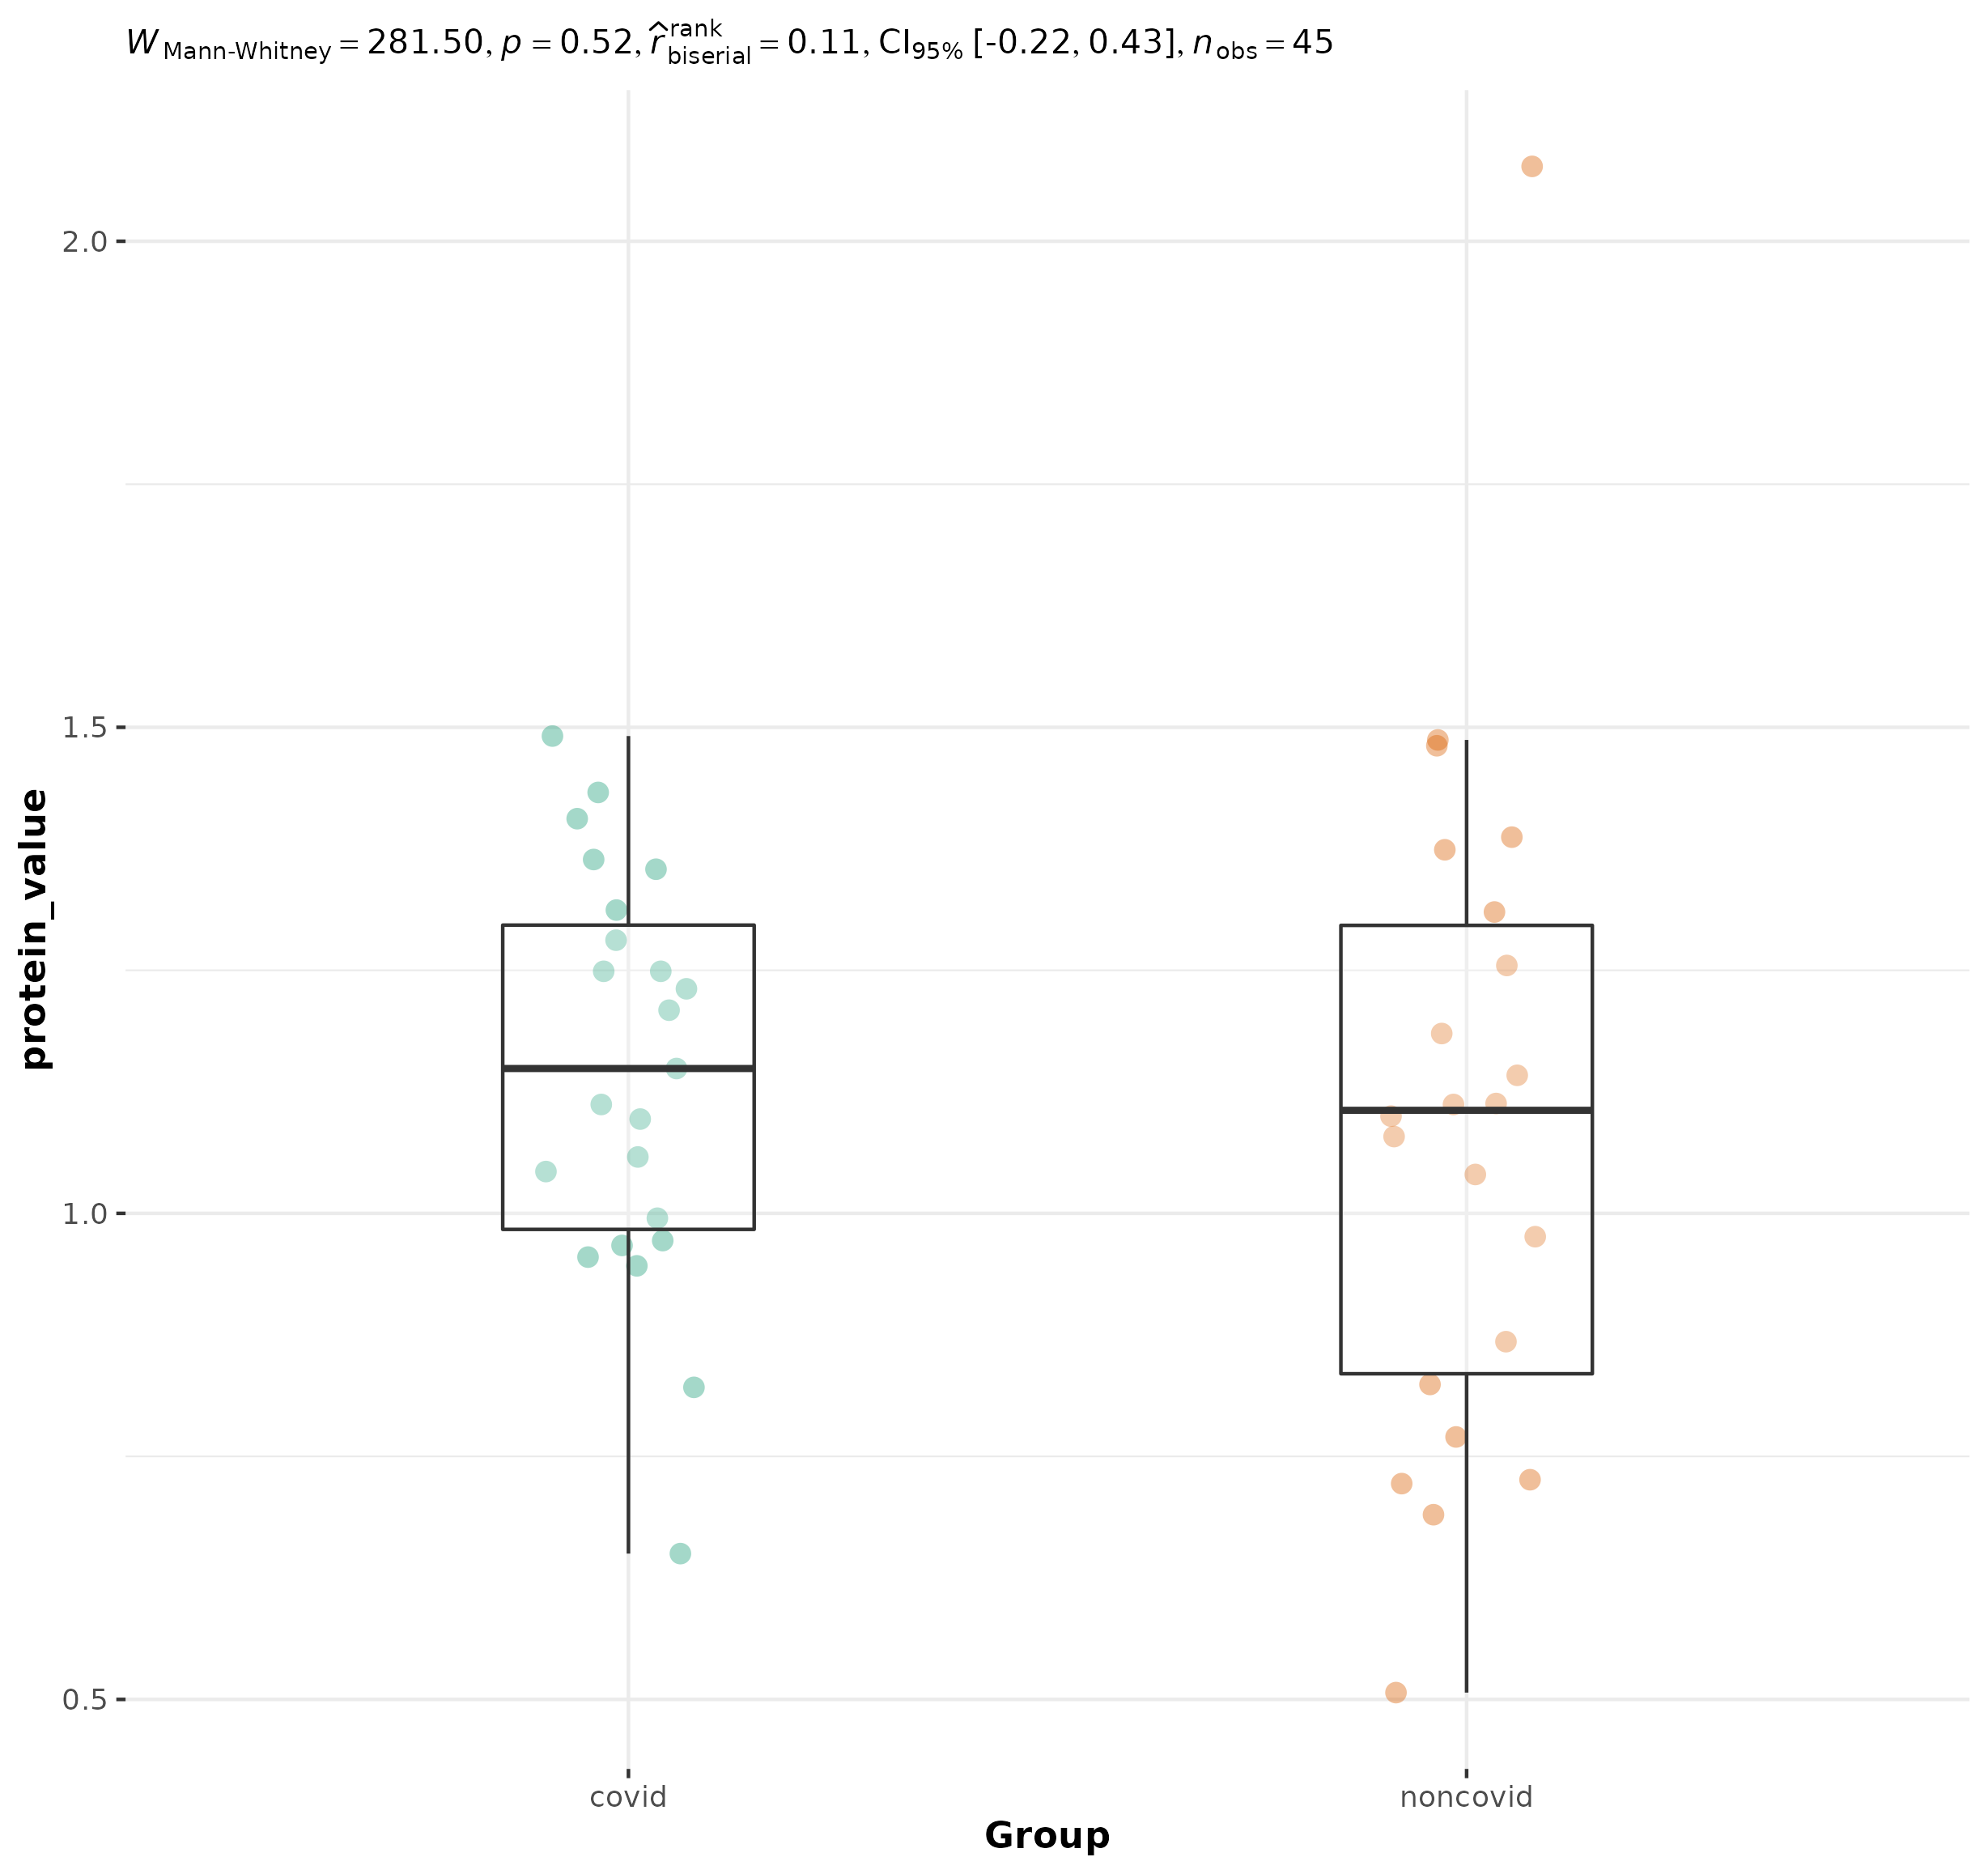 W Mann-Whitney = 281.50, p = 0.52, r̂ rank biserial = 0.11, CI95% [-0.22, 0.43], nobs = 45
2.0
1.5
1.0
0.5
protein_value
covid noncovid
Group